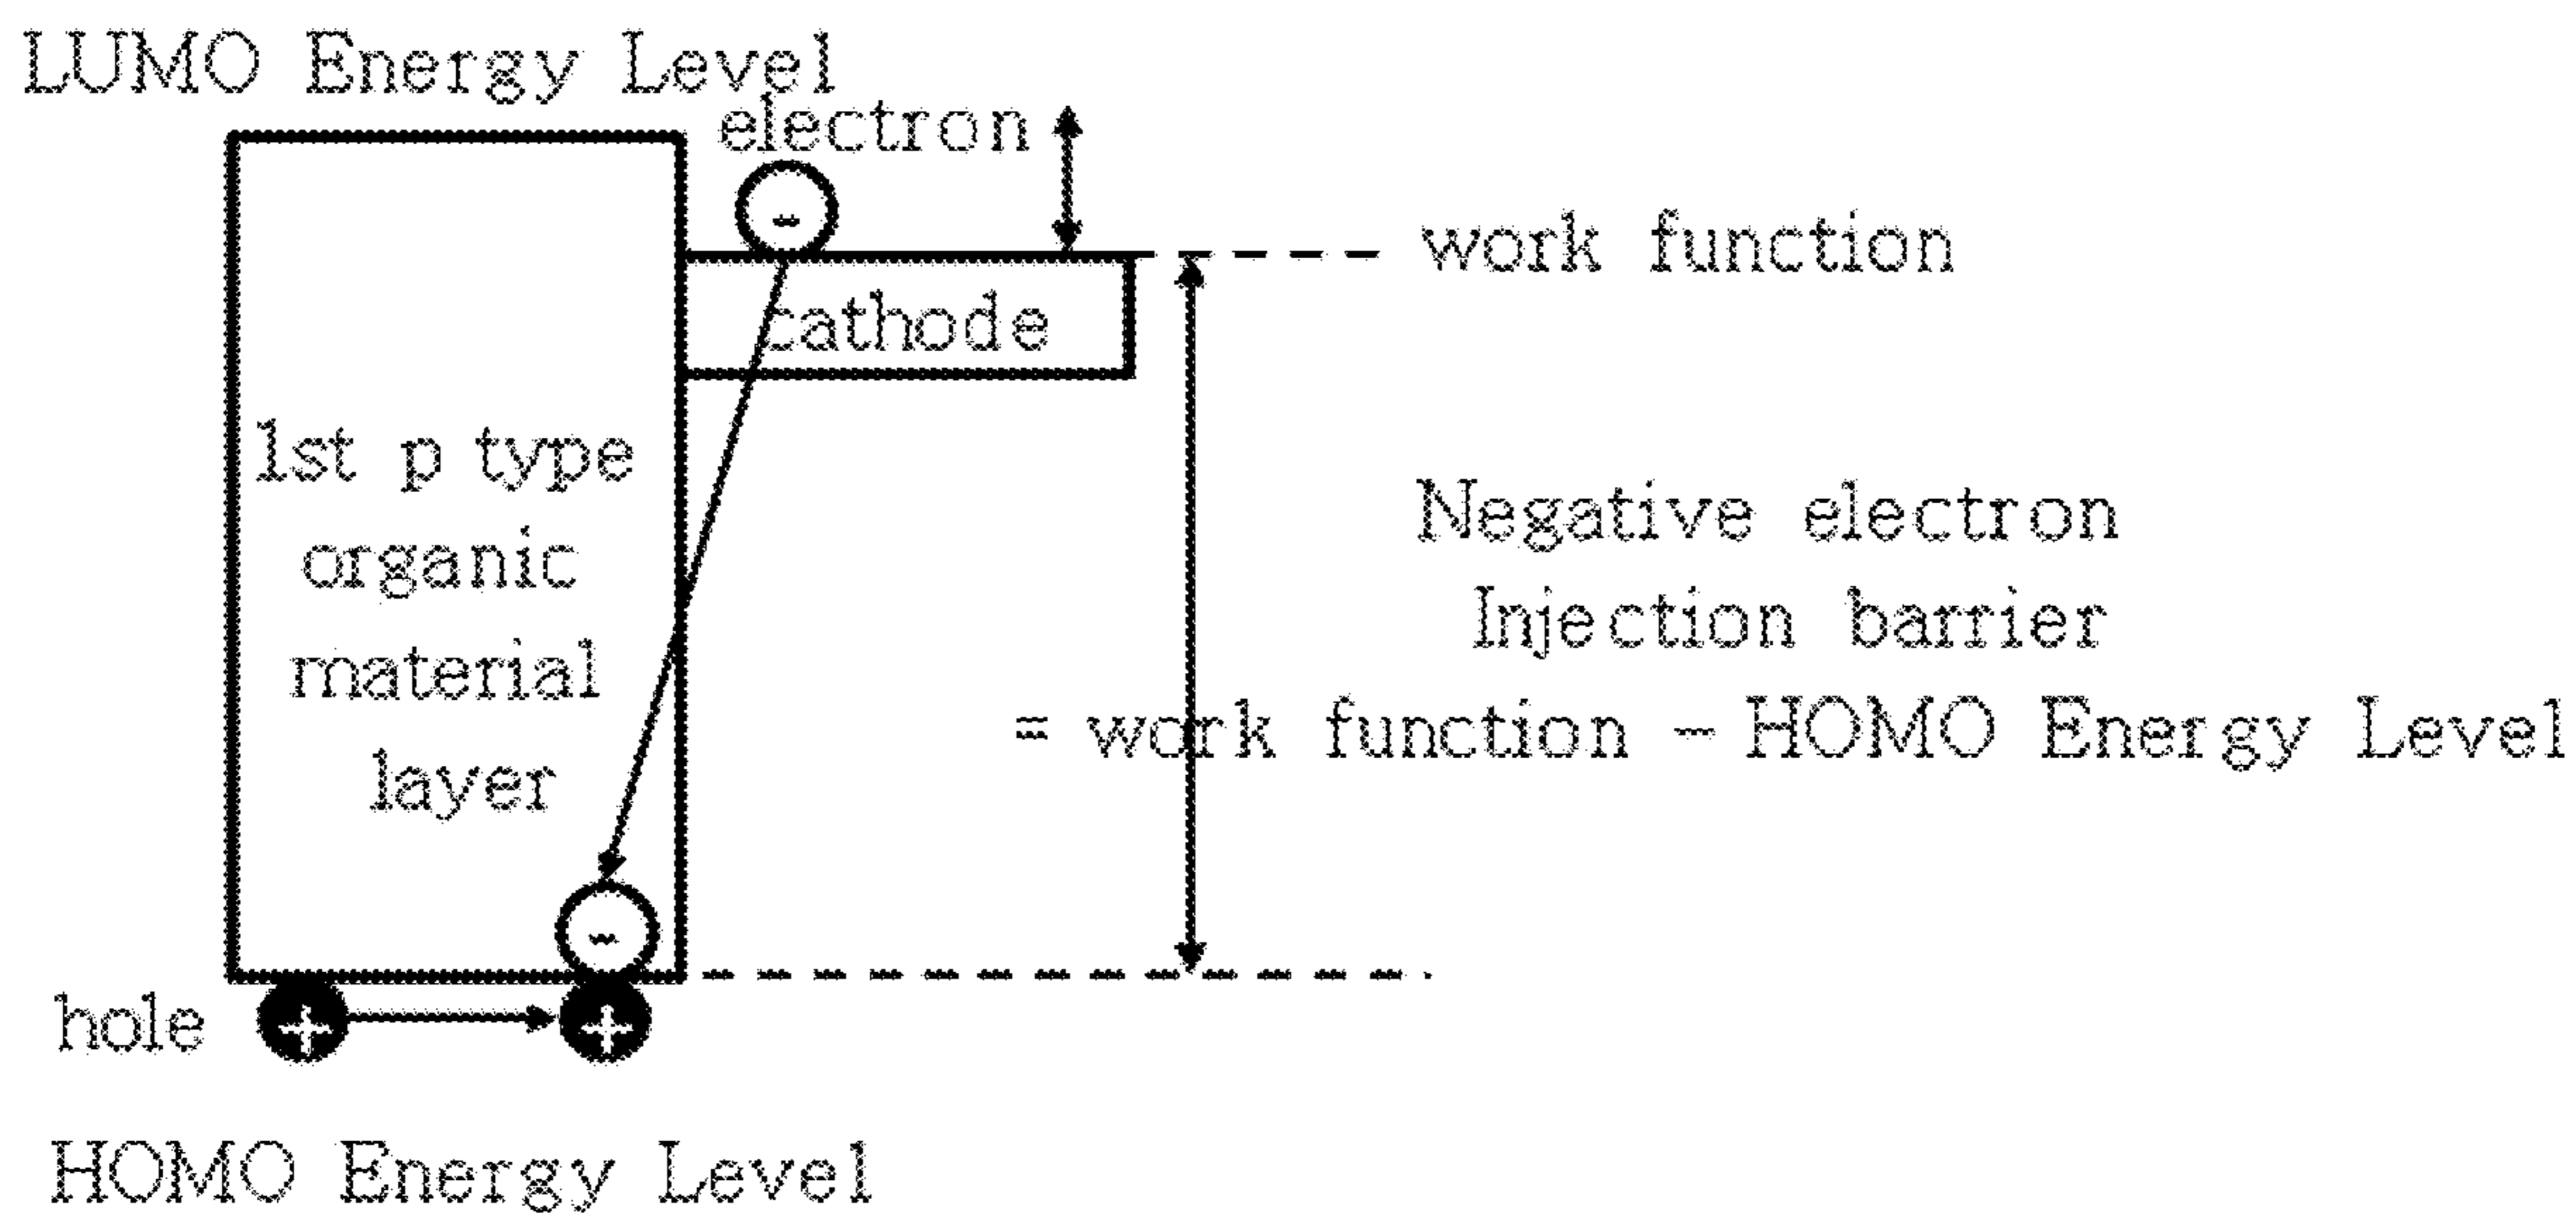 LUMO Energy Level
electron
-
work function
cathode
1st p type
organic
material
layer
Negative electron
Injection barrier
= work function - HOMO Energy Level
-
hole
+ +
HOMO Energy Level